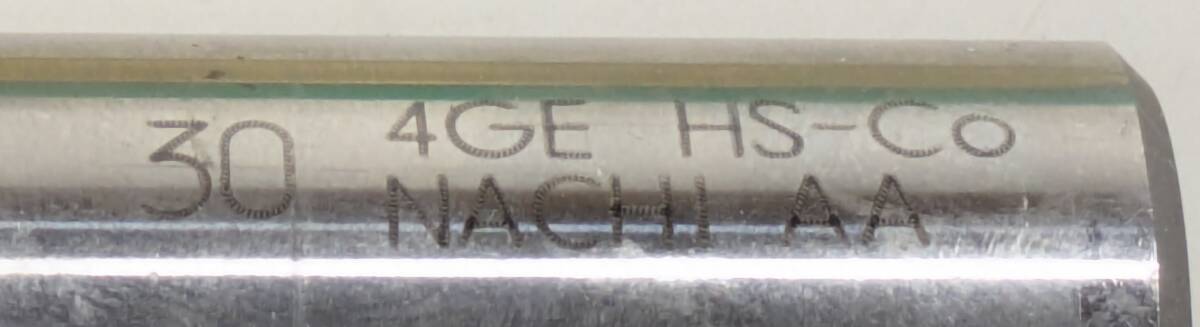 30
4GE HS-Co
NACHI AA